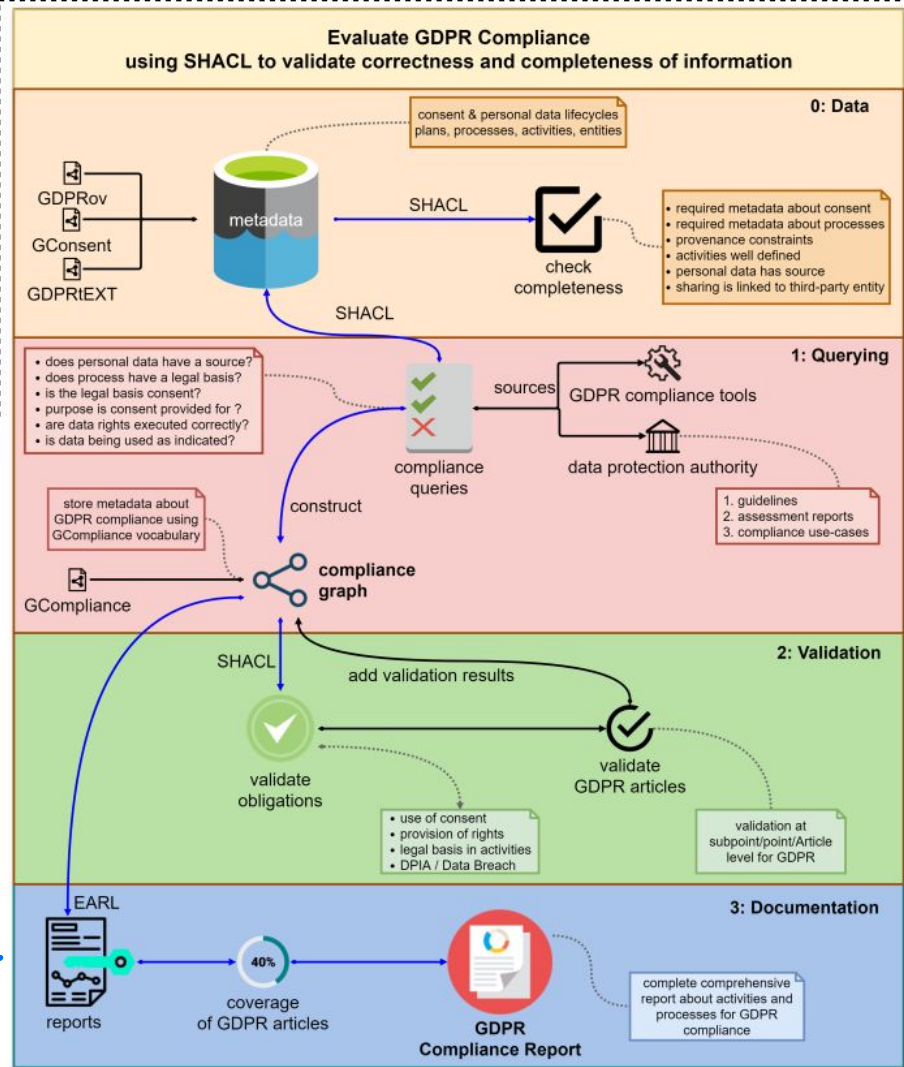 Evaluate GDPR Compliance
using SHACL to validate correctness and completeness of information
0: Data
consent & personal data lifecycles
plans, processes, activities, entities
GDPRov
GConsent
GDPRtEXT
metadata
SHACL
check
completeness
• required metadata about consent
• required metadata about processes
• provenance constraints
• activities well defined
• personal data has source
• sharing is linked to third-party entity
SHACL
1: Querying
• does personal data have a source?
• does process have a legal basis?
• is the legal basis consent?
• purpose is consent provided for ?
• are data rights executed correctly?
• is data being used as indicated?
compliance
queries
sources
GDPR compliance tools
data protection authority
1. guidelines
2. assessment reports
3. compliance use-cases
construct
store metadata about
GDPR compliance using
GCompliance vocabulary
GCompliance
compliance
graph
2: Validation
SHACL
add validation results
validate
obligations
validate
GDPR articles
• use of consent
• provision of rights
• legal basis in activities
• DPIA / Data Breach
validation at
subpoint/point/Article
level for GDPR
3: Documentation
EARL
reports
40%
coverage
of GDPR articles
GDPR
Compliance Report
complete comprehensive
report about activities and
processes for GDPR
compliance